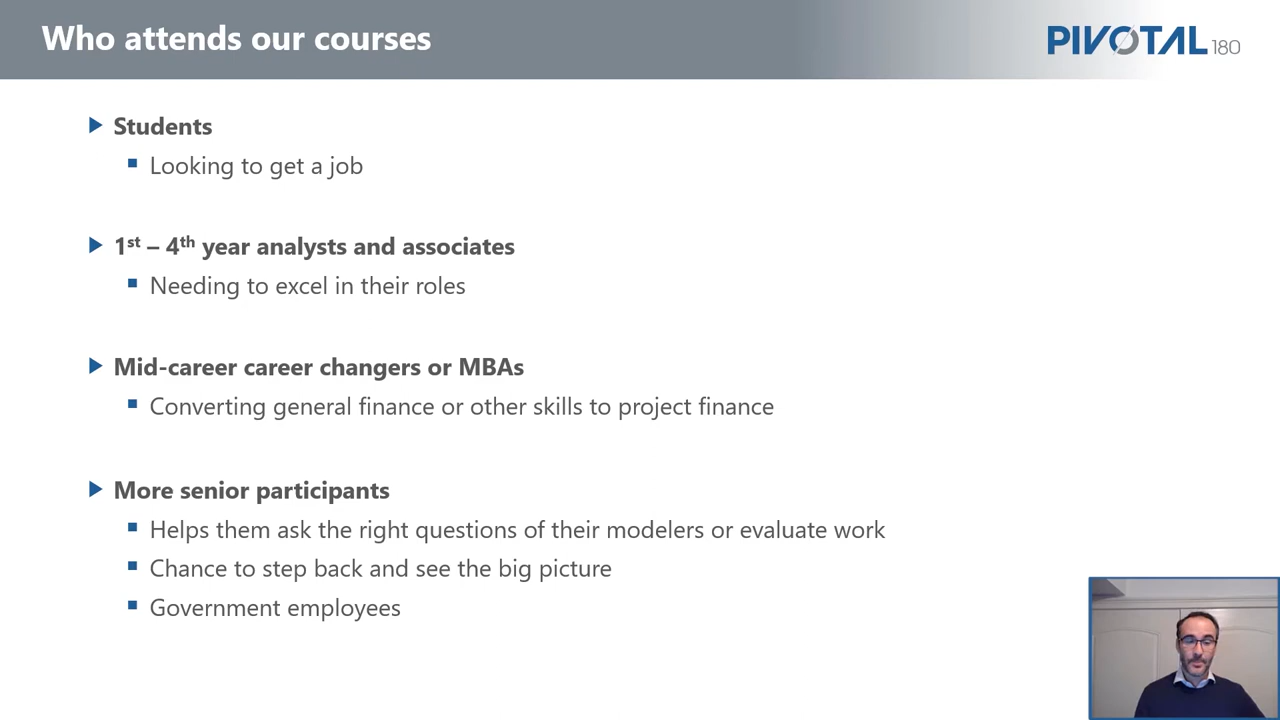 Who attends our courses
PIVOTAL 180
Students
Looking to get a job
1st – 4th year analysts and associates
Needing to excel in their roles
Mid-career career changers or MBAs
Converting general finance or other skills to project finance
More senior participants
Helps them ask the right questions of their modelers or evaluate work
Chance to step back and see the big picture
Government employees